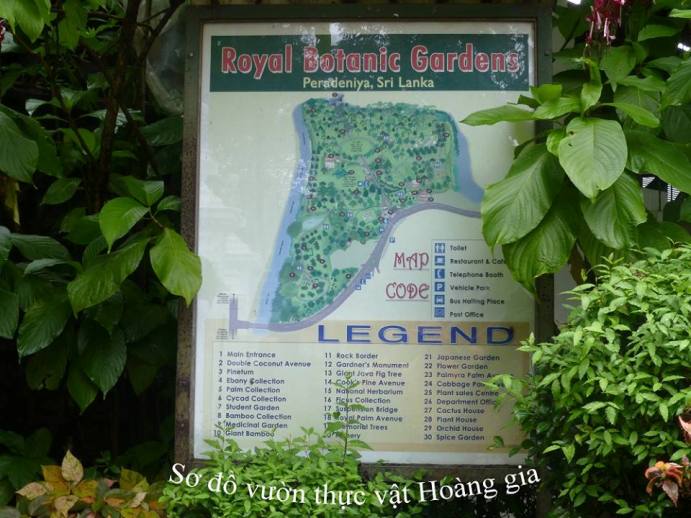 Royal Botanic Gardens
Peradeniya, Sri Lanka
MAP
CODE
Toilet
Restaurant &
Telephone Booth
Vehicle Park
Bus Halting Place
Post Office
LEGEND
1 Main Entrance
2 Double Coconut Avenue
3 Pinetum
4 Ebony Collection
5 Palm Collection
6 Cycad Collection
7 Student Garden
8 Bamboo Collection
9 Medicinal Garden
10 Giant Bamboo
11 Rock Border
12 Gardner's Monument
13 Giant Java Fig Tree
14 Cook's Pine Avenue
15 National Herbarium
16 Ficus Collection
17 Suspension Bridge
18 Royal Palm Avenue
Memorial Trees
21 Japanese Garden
22 Flower Garden
23 Palmyra Palm
24 Cabbage
25 Plant sales Centre
26 Department
27 Cactus House
28 Plant House
29 Orchid House
30 Spice Garden
Sơ đồ vườn thực vật Hoàng gia